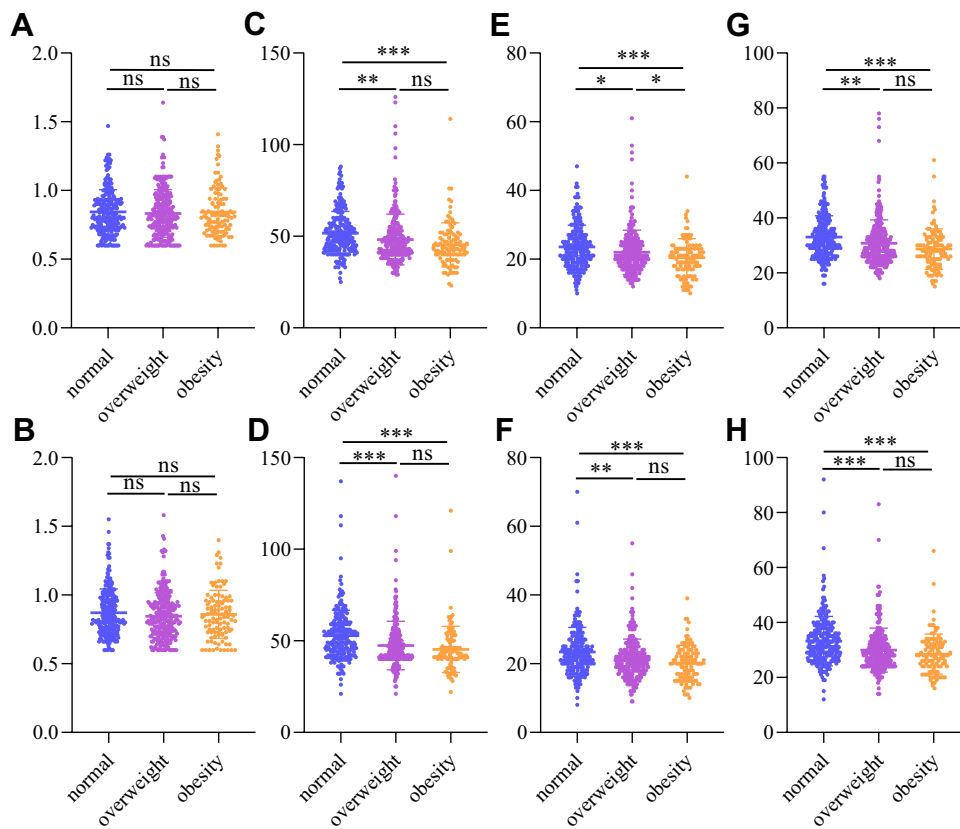 A
2.0
1.5
1.0
0.5
0.0
ns
ns
ns
normal
overweight
obesity
C
150
100
50
0
***
**
ns
normal
overweight
obesity
E
80
60
40
20
0
***
*
*
normal
overweight
obesity
G
100
80
60
40
20
0
***
**
ns
normal
overweight
obesity
B
2.0
1.5
1.0
0.5
0.0
ns
ns
ns
normal
overweight
obesity
D
150
100
50
0
***
***
ns
normal
overweight
obesity
F
80
60
40
20
0
***
**
ns
normal
overweight
obesity
H
100
80
60
40
20
0
***
***
ns
normal
overweight
obesity